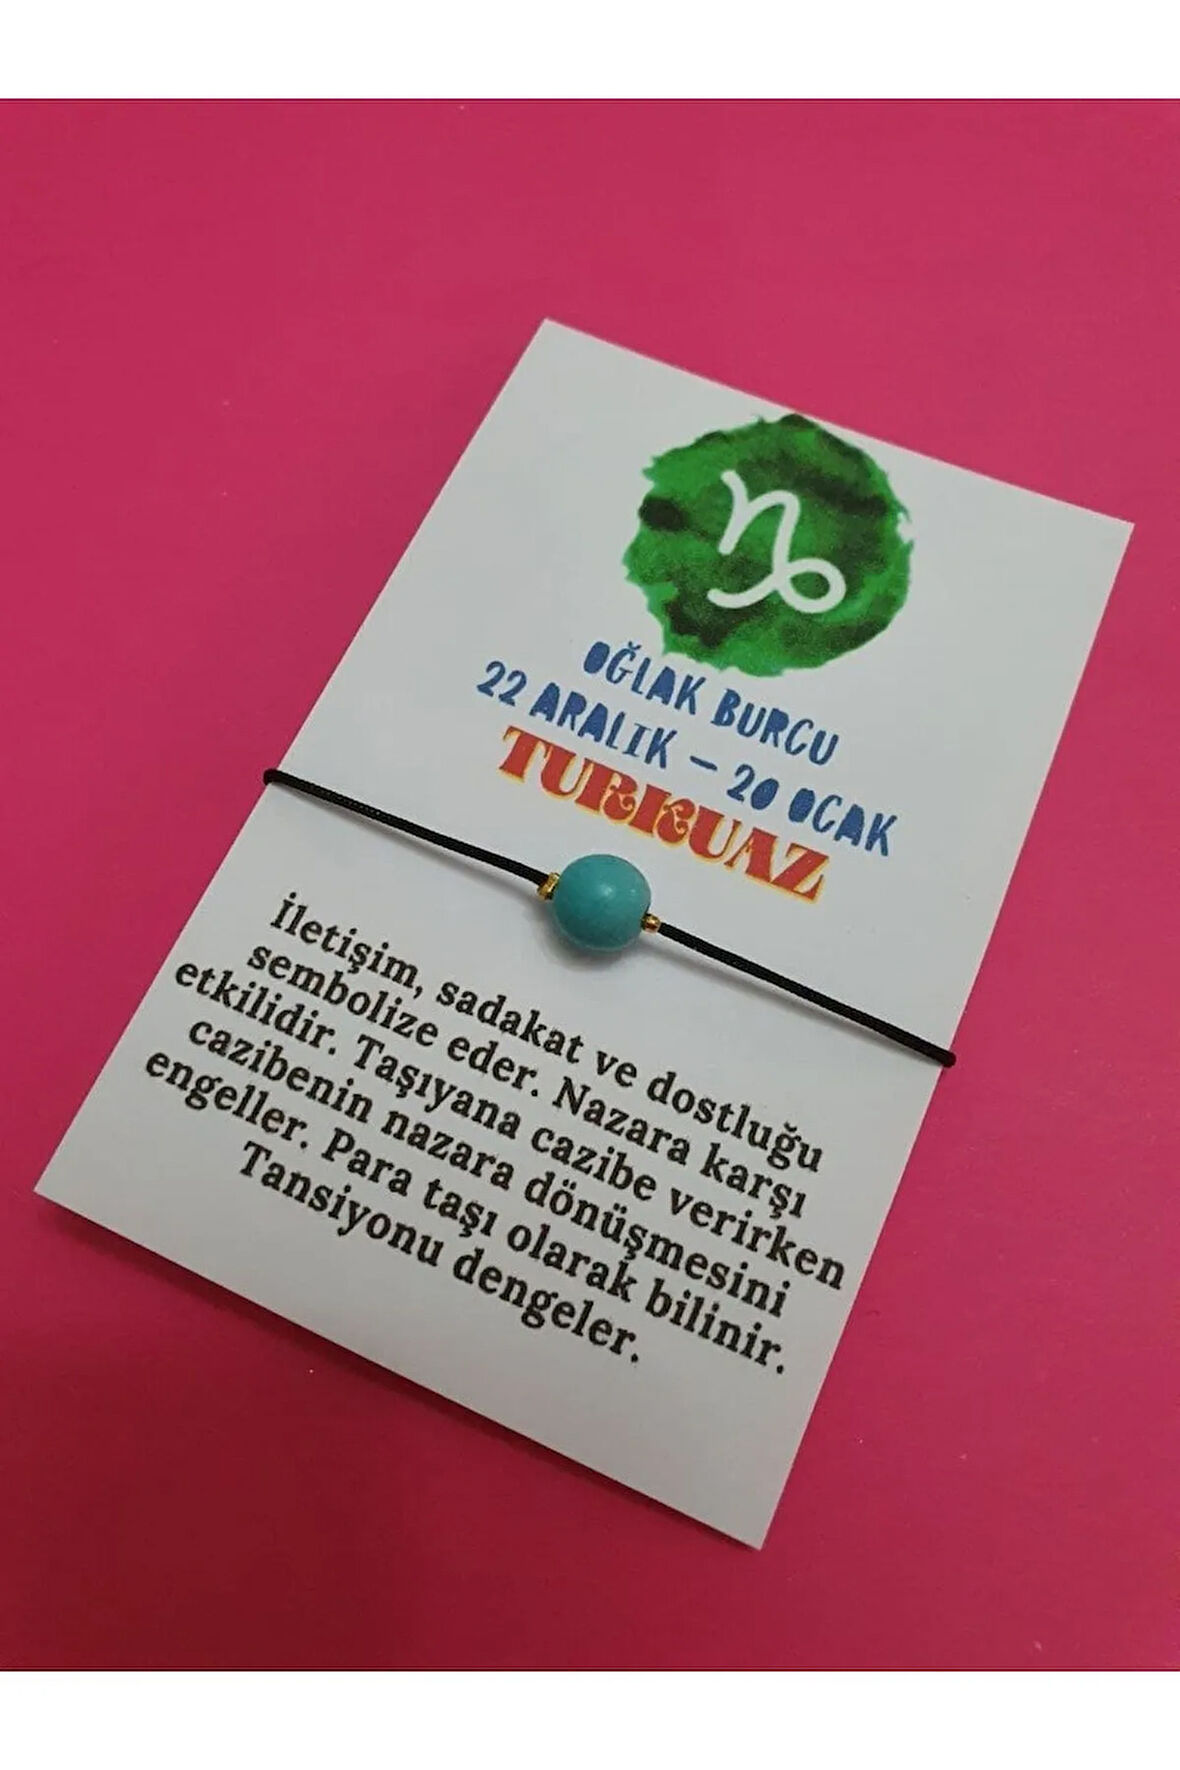 OĞLAK BURCU
22 ARALIK – 20 OCAK
TURKUAZ
İletişim, sadakat ve dostluğu
sembolize eder. Nazara karşı
etkilidir. Taşıyana cazibe verirken
cazibenin nazara dönüşmesini
engeller. Para taşı olarak bilinir.
Tansiyonu dengeler.